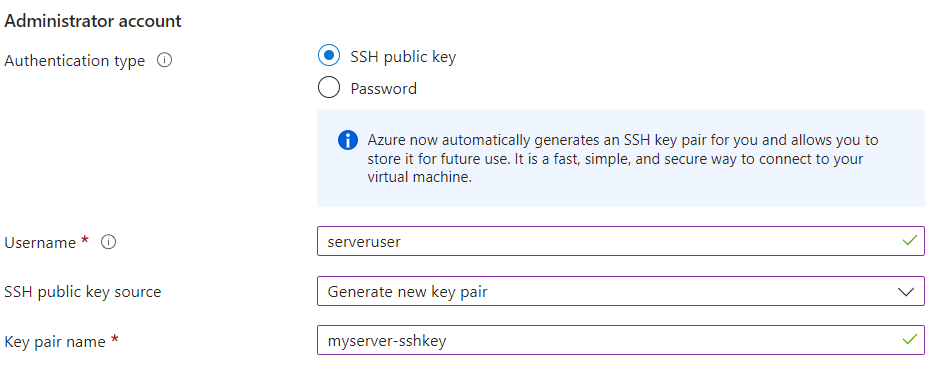 Administrator account
Authentication type
SSH public key
Password
Azure now automatically generates an SSH key pair for you and allows you to
store it for future use. It is a fast, simple, and secure way to connect to your
virtual machine.
Username *
serveruser
SSH public key source
Generate new key pair
Key pair name *
myserver-sshkey